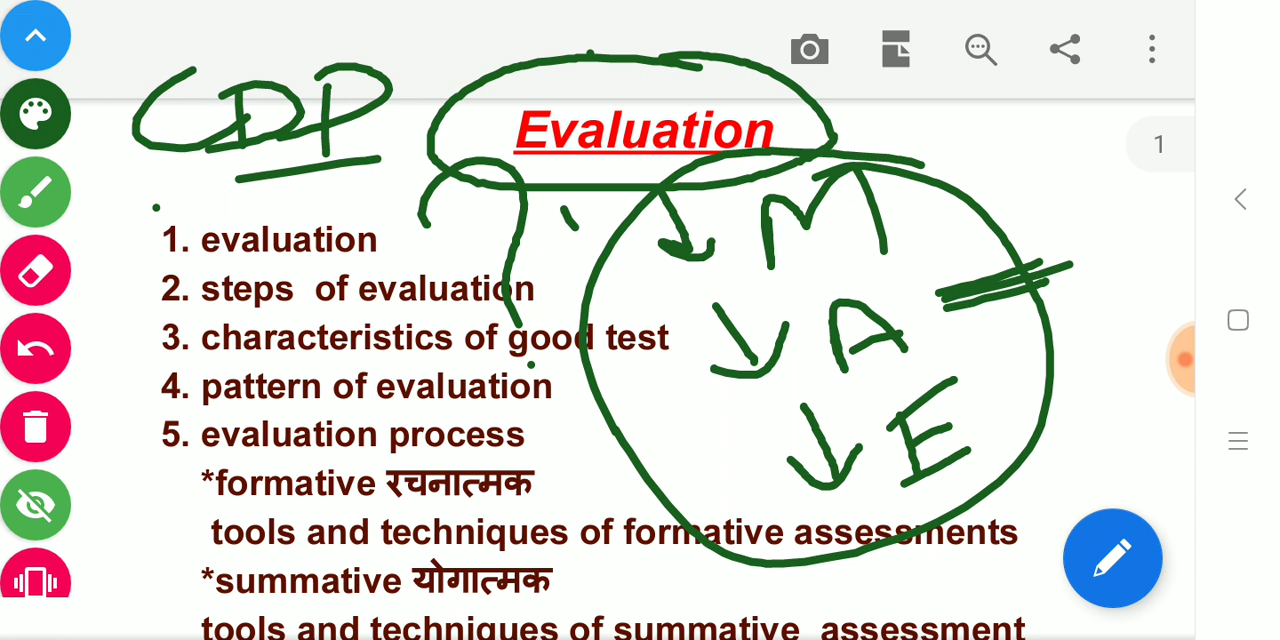 CDP
Evaluation
1
M
1. evaluation
2. steps of evaluation
A
3. characteristics of good test
4. pattern of evaluation
E
5. evaluation process
*formative रचनात्मक
tools and techniques of formative assessments
*summative योगात्मक
tools and techniques of summative assessment